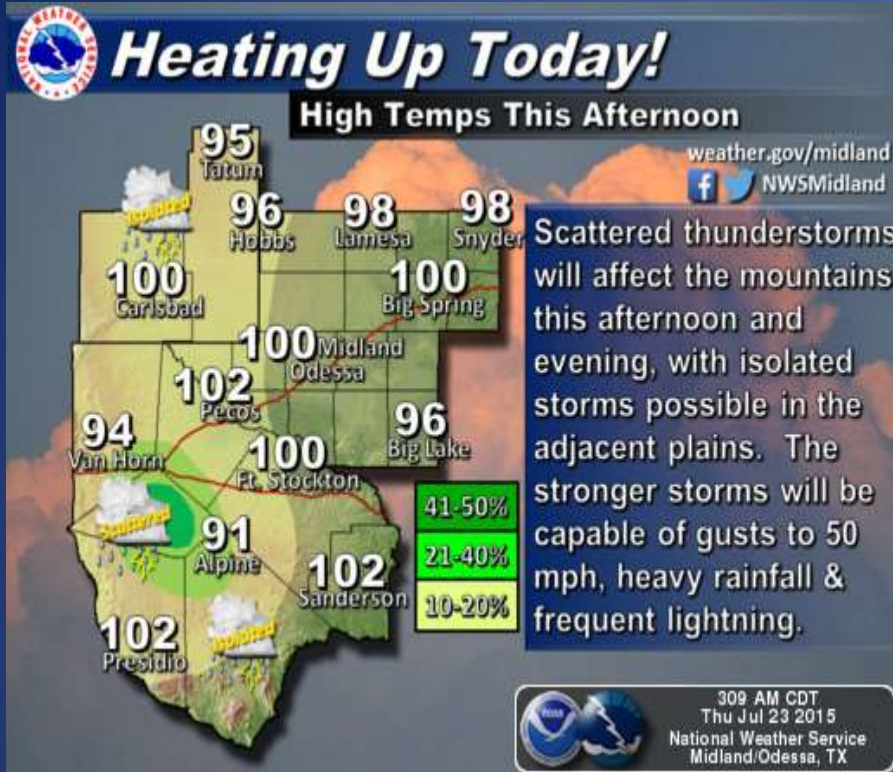 NATIONAL WEATHER SERVICE
Heating Up Today!
High Temps This Afternoon
weather.gov/midland
NWSMidland
95
Tatum
Isolated
96
Hobbs
98
Lamesa
98
Snyder
100
Carlsbad
100
Big Spring
100 Midland
Odessa
102
Pecos
94
Van Horn
96
Big Lake
100
Ft. Stockton
Scattered
91
Alpine
102
Sanderson
102
Presidio
Isolated
41-50%
21-40%
10-20%
Scattered thunderstorms
will affect the mountains
this afternoon and
evening, with isolated
storms possible in the
adjacent plains. The
stronger storms will be
capable of gusts to 50
mph, heavy rainfall &
frequent lightning.
noaa
309 AM CDT
Thu Jul 23 2015
National Weather Service
Midland/Odessa, TX